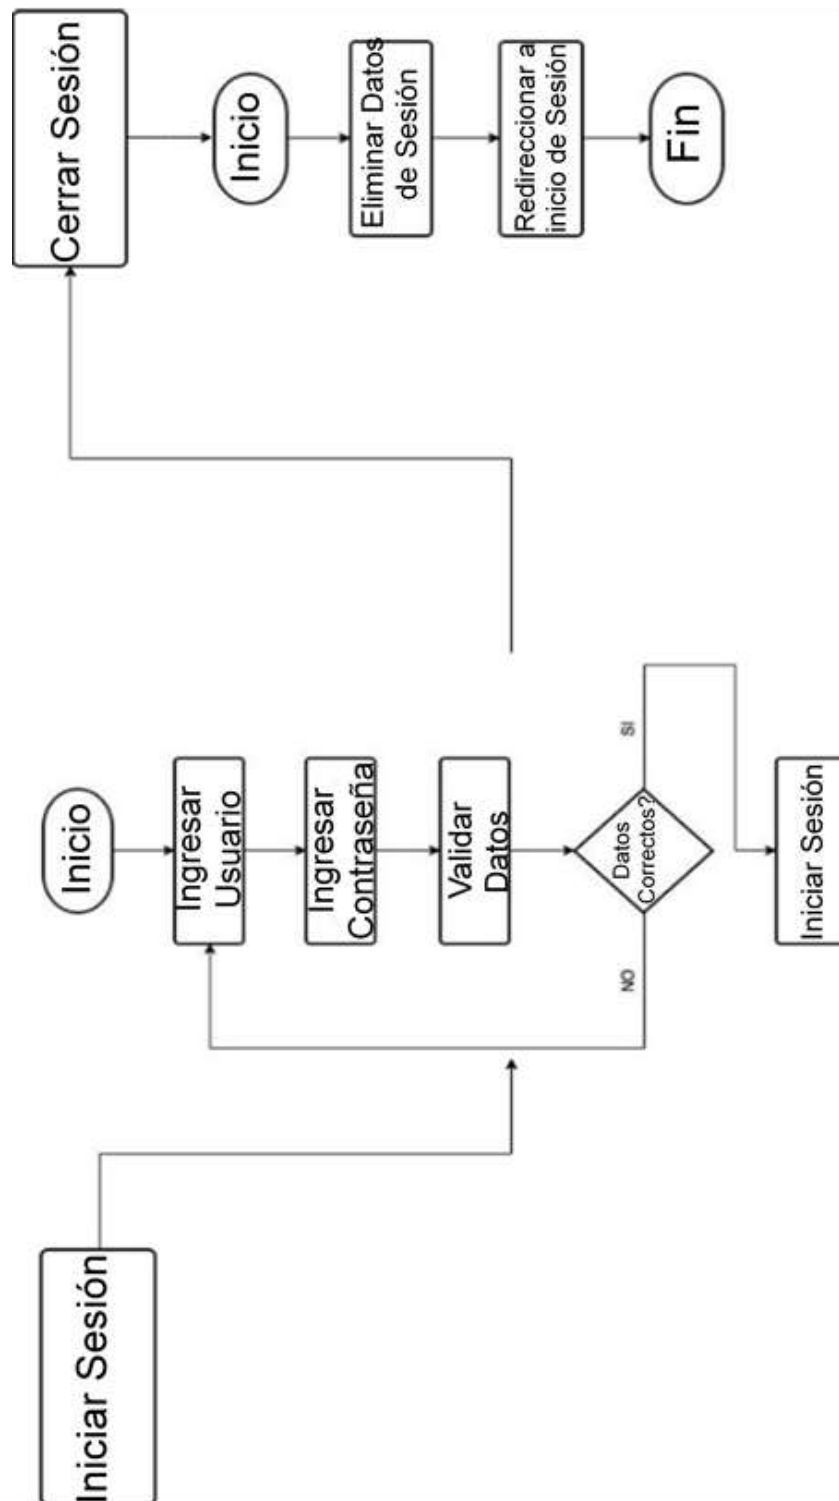 Iniciar Sesión
Inicio
Ingresar
Usuario
Ingresar
Contraseña
Validar
Datos
Datos
Correctos?
NO
SI
Iniciar Sesión
Cerrar Sesión
Inicio
Eliminar Datos
de Sesión
Redireccionar a
inicio de Sesión
Fin